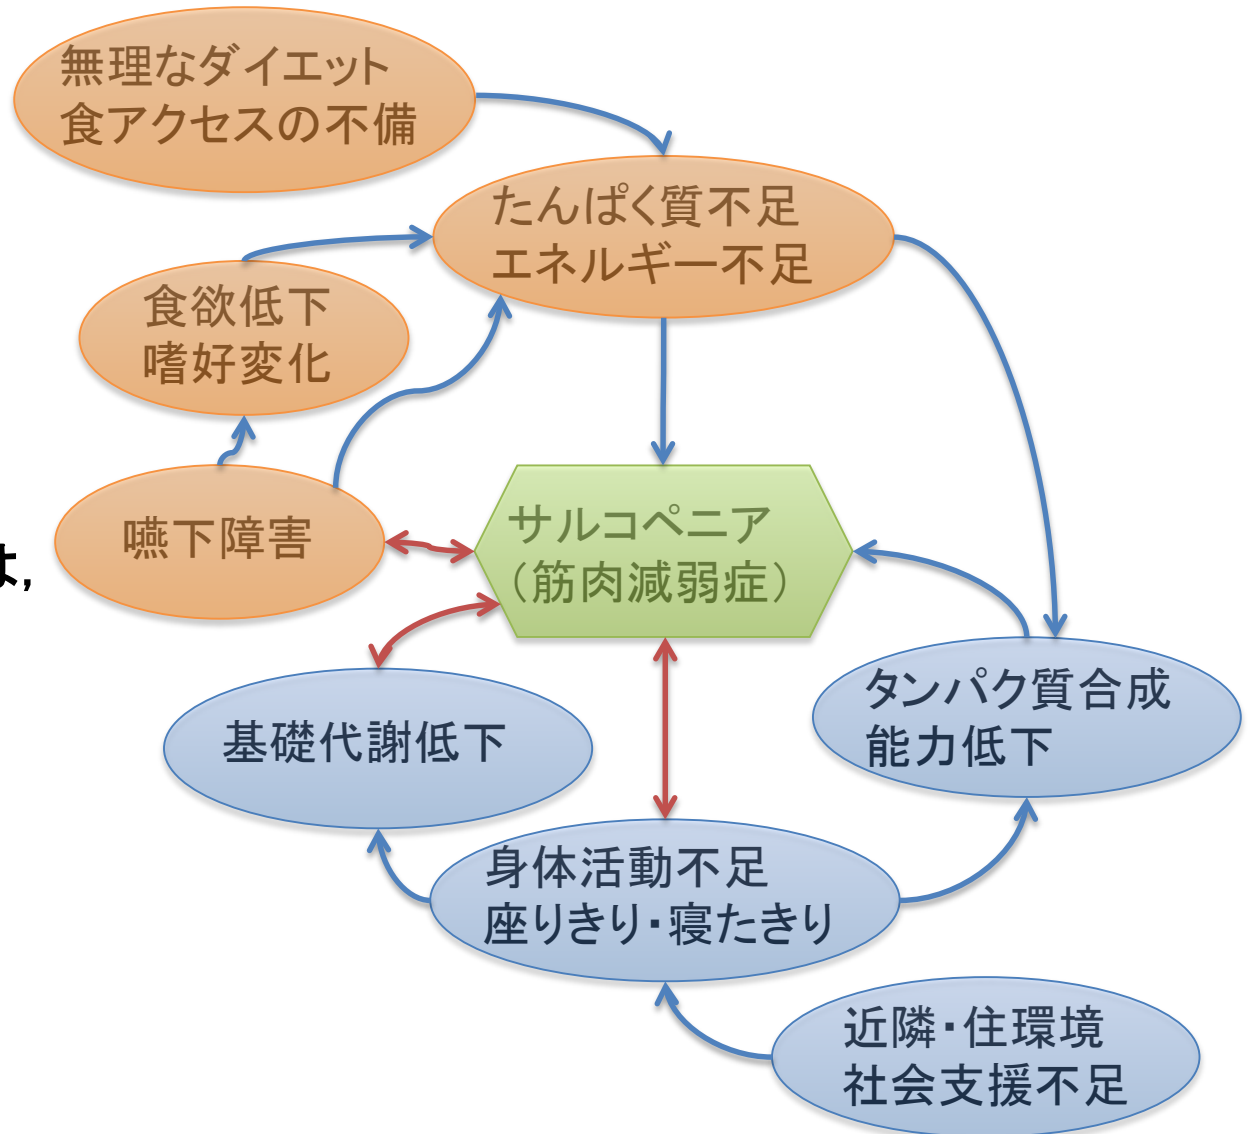 無理なダイエット
食アクセスの不備
たんぱく質不足
エネルギー不足
食欲低下
嗜好変化
嚥下障害
サルコペニア
（筋肉減弱症）
は,
基礎代謝低下
タンパク質合成
能力低下
身体活動不足
座りきり・寝たきり
近隣・住環境
社会支援不足